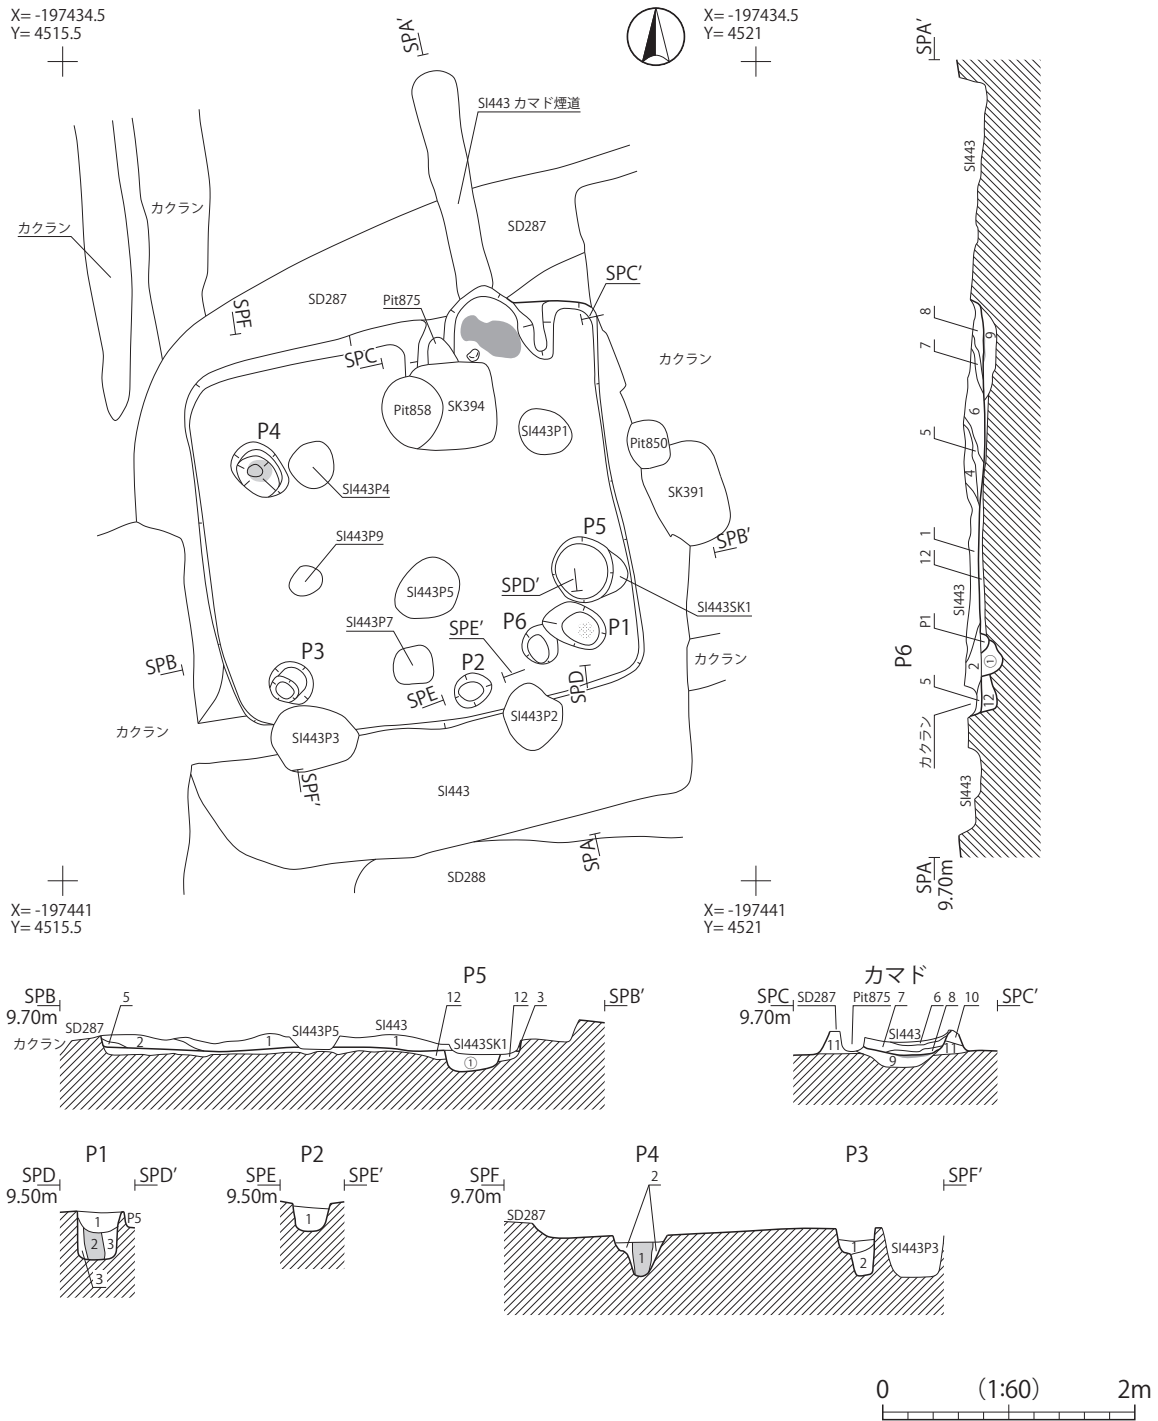 X= -197434.5
Y= 4515.5
SPA’
X= -197434.5
Y= 4521
SPA’
SI443 カマド煙道
カクラン
カクラン
SD287
SPC’
SD287
Pit875
SPF
SPC
カクラン
Pit858
SK394
SI443P1
P4
Pit850
SI443P4
SK391
SPB’
SI443P9
P5
SI443P5
SPD’
SI443SK1
SI443P7
SPE’
P6
P1
カクラン
SPB
P3
P2
SPE
SPD
カクラン
SI443P3
SI443P2
SPF’
SI443
SPA
SD288
X= -197441
Y= 4515.5
X= -197441
Y= 4521
SI443
8
7
9
6
5
4
1
12
SI443
P1
P6
2
①
5
12
カクラン
SI443
SPA
9.70m
P5
SPB
9.70m
5
12
12
3
SPB’
SD287
カクラン
2
1
SI443P5
SI443
1
SI443SK1
①
カマド
SPC
9.70m
SD287
Pit875
7
6
8
10
SPC’
SI443
11
11
9
P1
SPD
9.50m
SPD’
P5
1
2
3
3
P2
SPE
9.50m
SPE’
1
P4
P3
SPF
9.70m
2
SPF’
SD287
1
1
2
SI443P3
0
(1:60)
2m